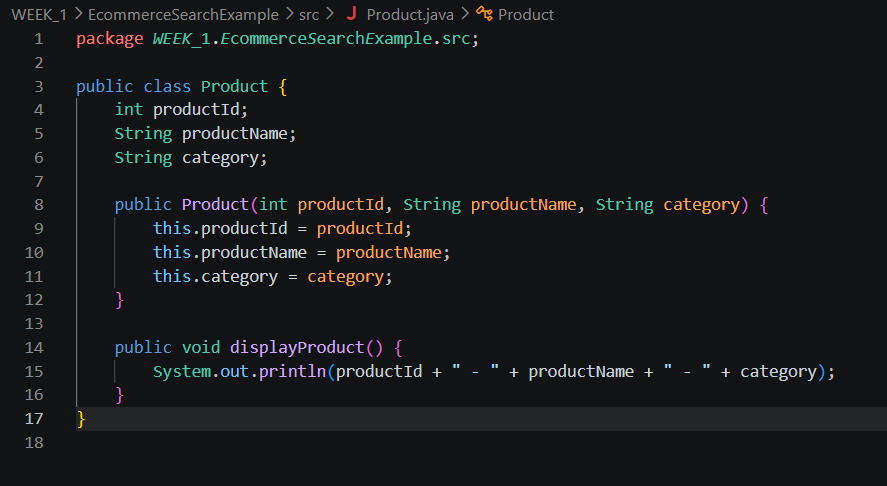 WEEK_1 > EcommerceSearchExample > src > J Product.java > Product
1 package WEEK_1.EcommerceSearchExample.src;
2
3 public class Product {
4     int productId;
5     String productName;
6     String category;
7
8     public Product(int productId, String productName, String category) {
9         this.productId = productId;
10         this.productName = productName;
11         this.category = category;
12     }
13
14     public void displayProduct() {
15         System.out.println(productId + " - " + productName + " - " + category);
16     }
17 }
18